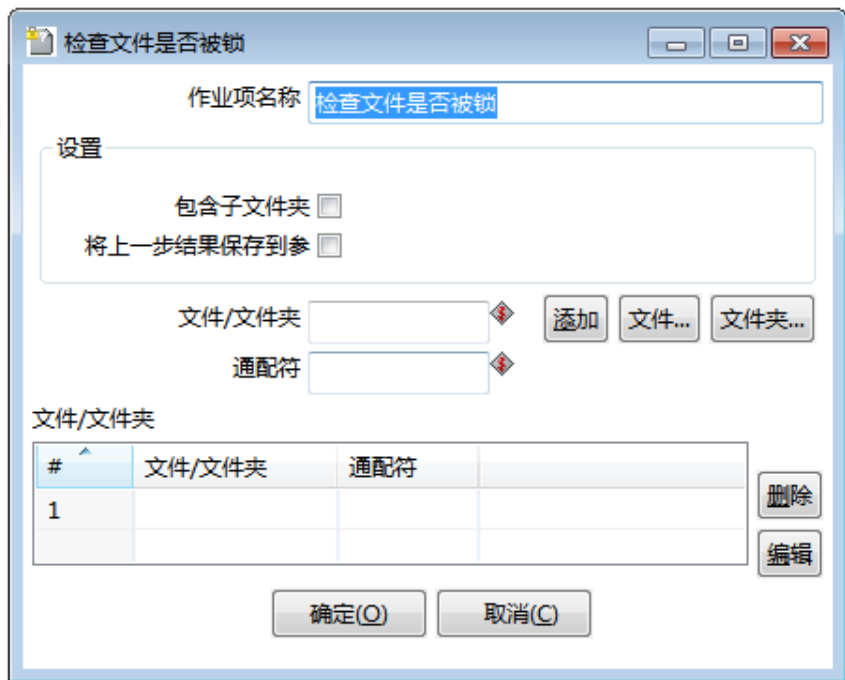 检查文件是否被锁
作业项名称 检查文件是否被锁
设置
包含子文件夹
将上一步结果保存到参
文件/文件夹 添加 文件... 文件夹...
通配符
文件/文件夹
# 文件/文件夹 通配符
1
删除
编辑
确定(O) 取消(C)